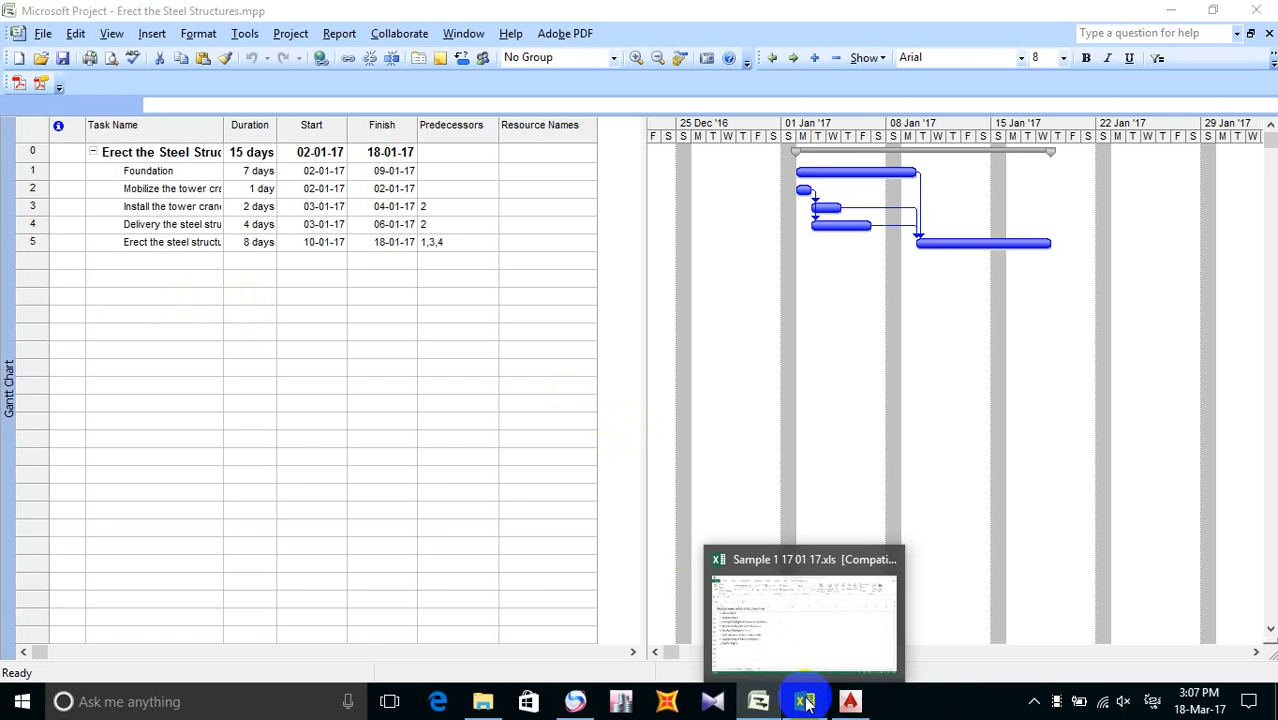 Microsoft Project - Erect the Steel Structures.mpp
File Edit View Insert Format Tools Project Report Collaborate Window Help Adobe PDF Type a question for help
No Group Show Arial 8 B I U
Task Name Duration Start Finish Predecessors Resource Names
25 Dec '16 01 Jan '17 08 Jan '17 15 Jan '17 22 Jan '17 29 Jan '17
F S S M T W T F S S M T W T F S S M T W T F S S M T W T F S S M T W T F S S M T W
0 Erect the Steel Struc 15 days 02-01-17 18-01-17
1 Foundation 7 days 02-01-17 09-01-17
2 Mobilize the tow 1 day 02-01-17 02-01-17
3 Install the tower cran 2 days 03-01-17 04-01-17 2
4 Delivery the steel stru 4 days 03-01-17 06-01-17 2
5 Erect the steel structu 8 days 10-01-17 18-01-17 1,3,4
Gantt Chart
Sample 1 17 01 17.xls [Compati...
Ready
Ask me anything
3:07 PM
18-Mar-17